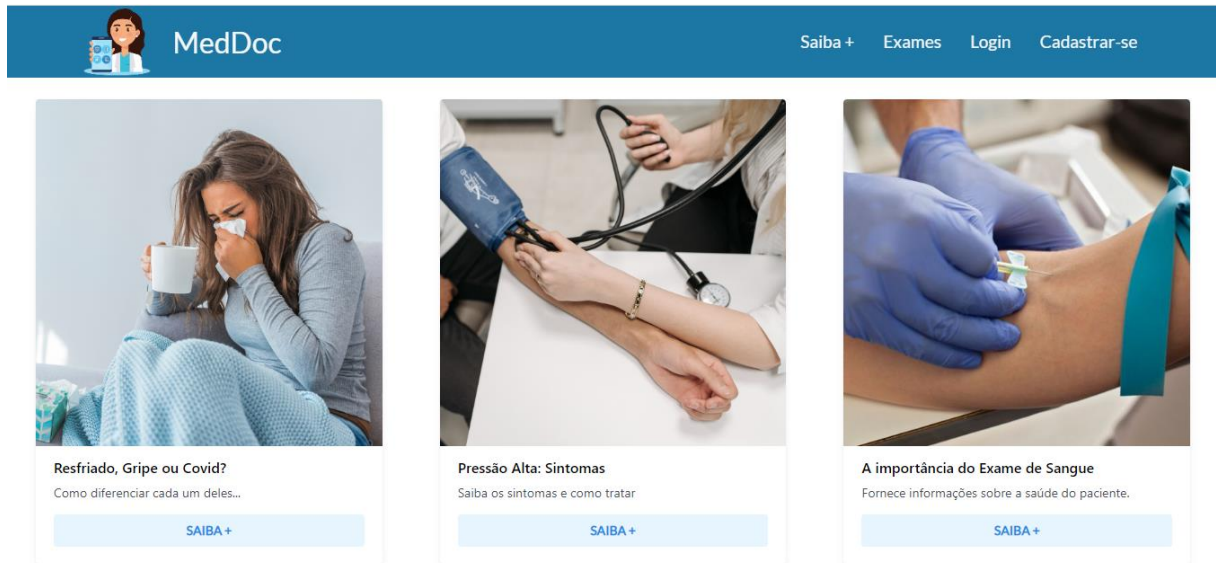 MedDoc
Saiba +
Exames
Login
Cadastrar-se
Resfriado, Gripe ou Covid?
Como diferenciar cada um deles...
SAIBA +
Pressão Alta: Sintomas
Saiba os sintomas e como tratar
SAIBA +
A importância do Exame de Sangue
Fornece informações sobre a saúde do paciente.
SAIBA +